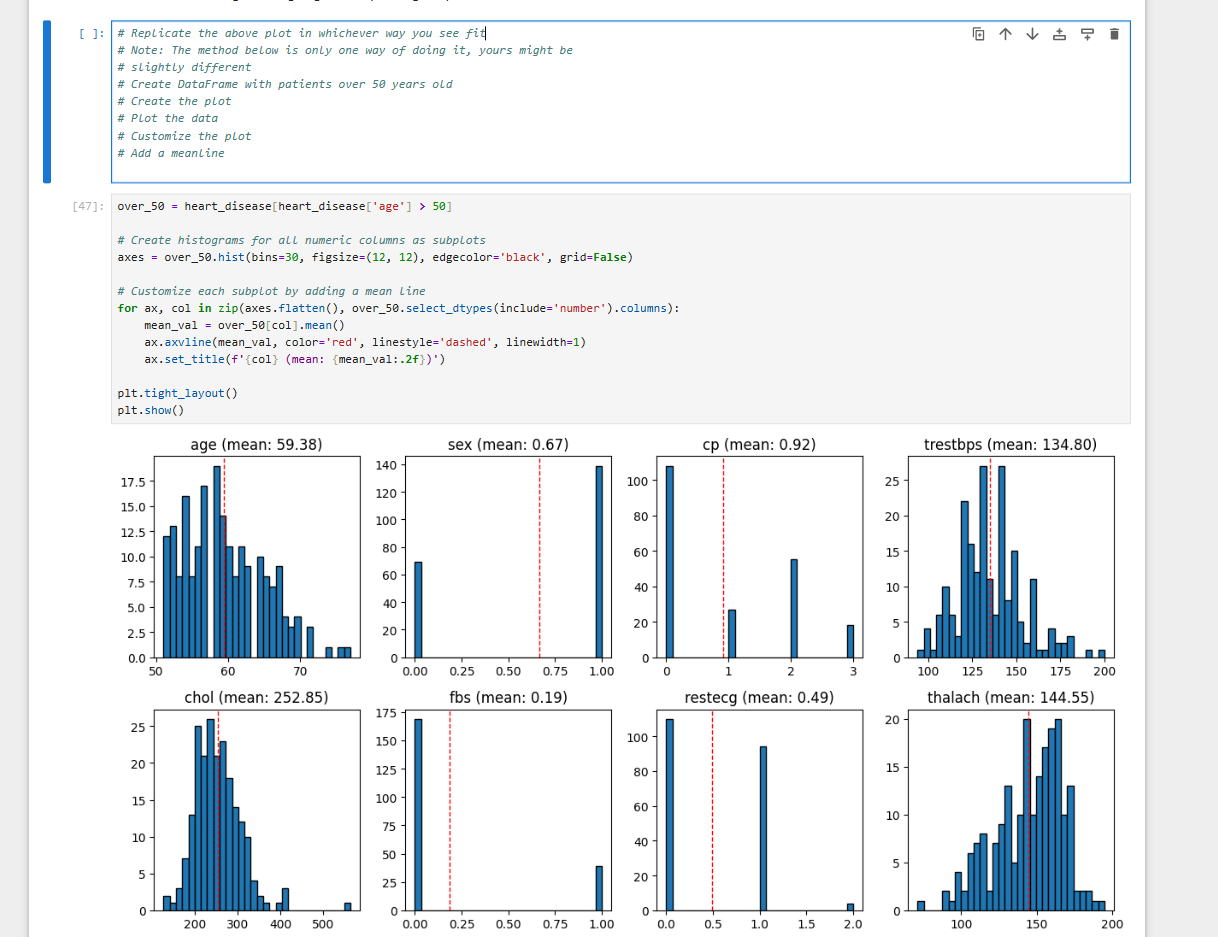 [ ]:
# Replicate the above plot in whichever way you see fit
# Note: The method below is only one way of doing it, yours might be
# slightly different
# Create DataFrame with patients over 50 years old
# Create the plot
# Plot the data
# Customize the plot
# Add a meanline
[47]:
over_50 = heart_disease[heart_disease['age'] > 50]
# Create histograms for all numeric columns as subplots
axes = over_50.hist(bins=30, figsize=(12, 12), edgecolor='black', grid=False)
# Customize each subplot by adding a mean line
for ax, col in zip(axes.flatten(), over_50.select_dtypes(include='number').columns):
    mean_val = over_50[col].mean()
    ax.axvline(mean_val, color='red', linestyle='dashed', linewidth=1)
    ax.set_title(f'{col} (mean: {mean_val:.2f})')
plt.tight_layout()
plt.show()
age (mean: 59.38)
17.5
15.0
12.5
10.0
7.5
5.0
2.5
0.0
50 60 70
sex (mean: 0.67)
140
120
100
80
60
40
20
0
0.00 0.25 0.50 0.75 1.00
cp (mean: 0.92)
100
80
60
40
20
0
0 1 2 3
trestbps (mean: 134.80)
25
20
15
10
5
0
100 125 150 175 200
chol (mean: 252.85)
25
20
15
10
5
0
200 300 400 500
fbs (mean: 0.19)
175
150
125
100
75
50
25
0
0.00 0.25 0.50 0.75 1.00
restecg (mean: 0.49)
100
80
60
40
20
0
0.0 0.5 1.0 1.5 2.0
thalach (mean: 144.55)
20
15
10
5
0
100 150 200